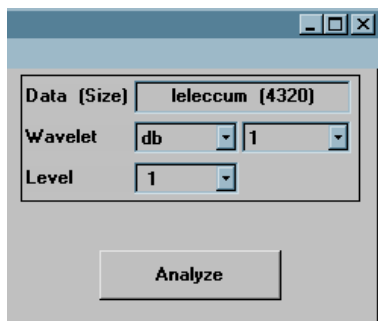 Data (Size) leleccum (4320)
Wavelet db 1
Level 1
Analyze